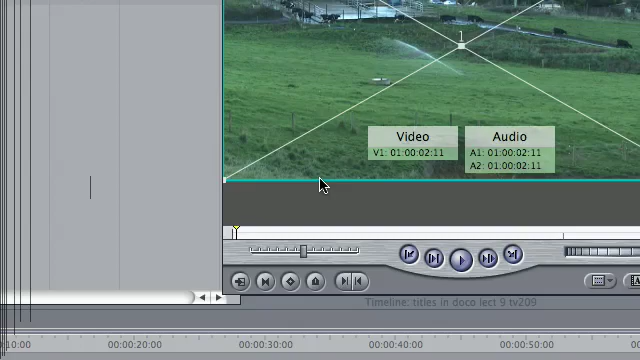 1
Video
Audio
V1: 01:00:02:11
A1: 01:00:02:11
A2: 01:00:02:11
Timeline: titles in doco lect 9 tv209
00:00:20:00
00:00:30:00
00:00:40:00
00:00:50:00